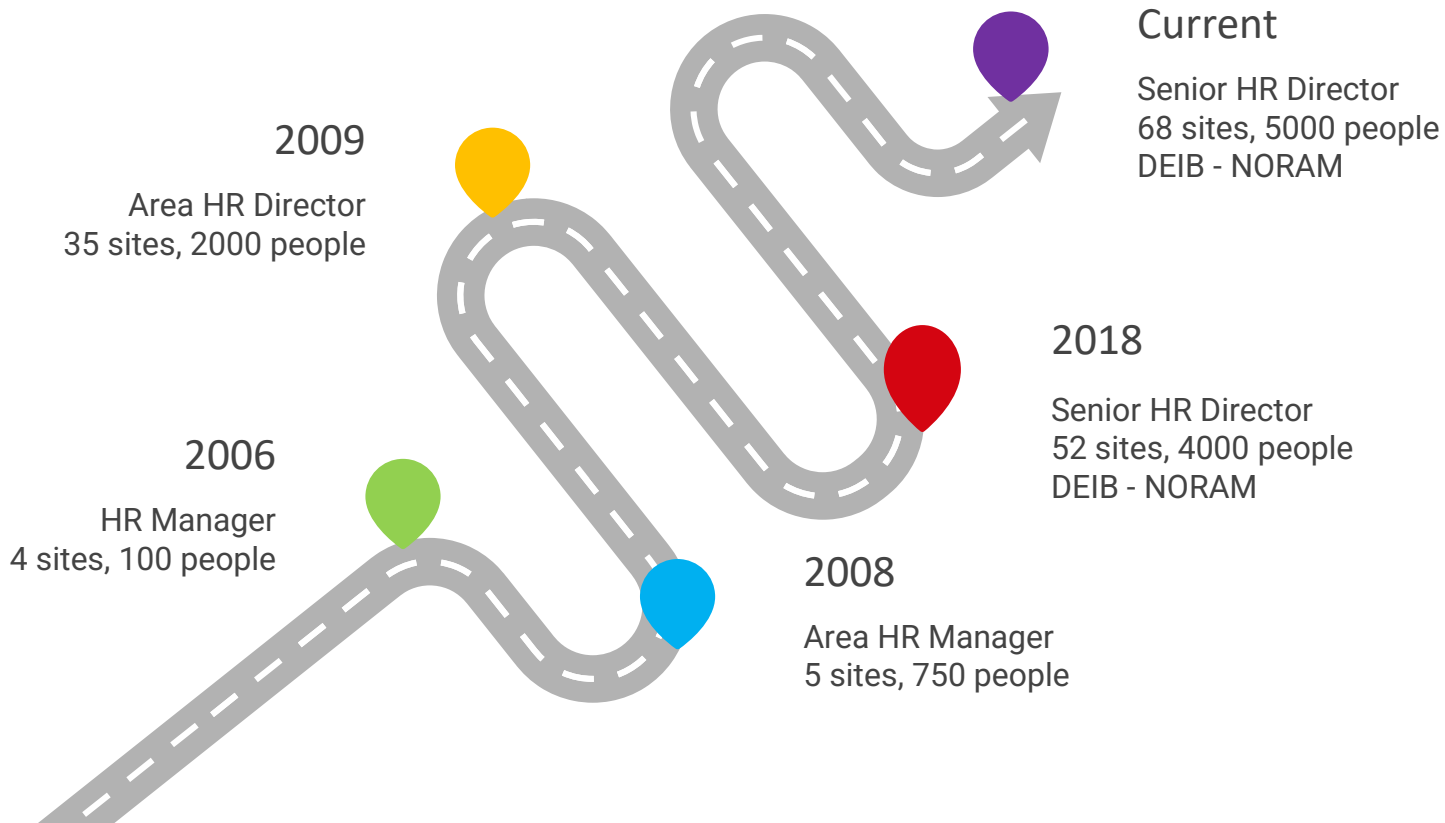 2006
HR Manager
4 sites, 100 people
2008
Area HR Manager
5 sites, 750 people
2009
Area HR Director
35 sites, 2000 people
2018
Senior HR Director
52 sites, 4000 people
DEIB - NORAM
Current
Senior HR Director
68 sites, 5000 people
DEIB - NORAM